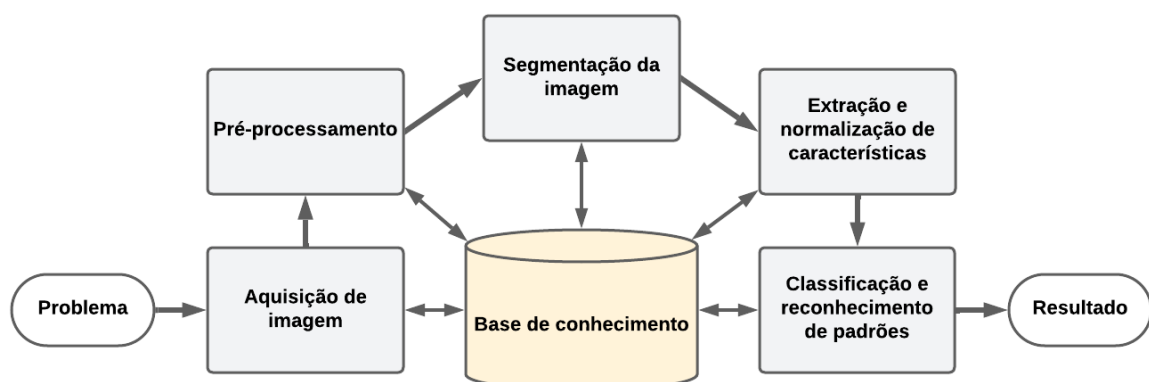 Problema
Aquisição de
imagem
Pré-processamento
Segmentação da
imagem
Extração e
normalização de
características
Classificação e
reconhecimento
de padrões
Resultado
Base de conhecimento